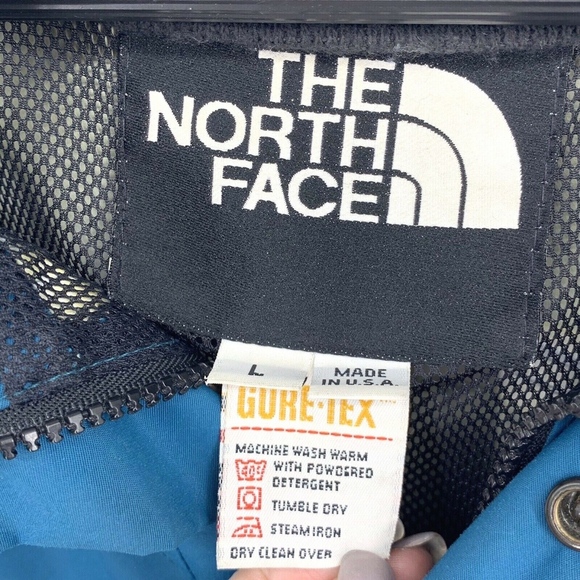 THE
NORTH
FACE
L
MADE
IN U.S.A.
GORE-TEX
MACHINE WASH WARM
40°
WITH POWDERED
DETERGENT
TUMBLE DRY
STEAM IRON
DRY CLEAN OVER